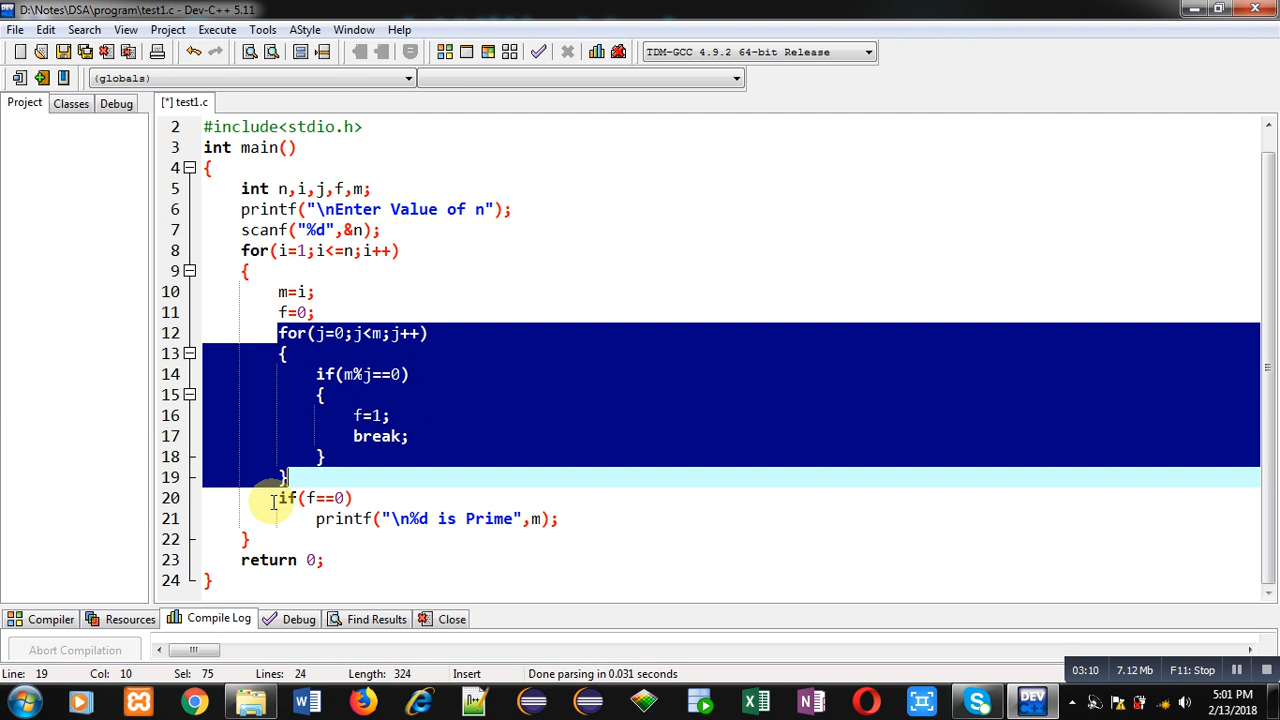 D:\Notes\DSA\program\test1.c - Dev-C++ 5.11
File Edit Search View Project Execute Tools AStyle Window Help
TDM-GCC 4.9.2 64-bit Release
(globals)
Project Classes Debug
[*] test1.c
2 #include<stdio.h>
3 int main()
4 {
5 int n,i,j,f,m;
6 printf("\nEnter Value of n");
7 scanf("%d",&n);
8 for(i=1;i<=n;i++)
9 {
10 m=i;
11 f=0;
12 for(j=0;j<m;j++)
13 {
14 if(m%j==0)
15 {
16 f=1;
17 break;
18 }
19 }
20 if(f==0)
21 printf("\n%d is Prime",m);
22 }
23 return 0;
24 }
Compiler Resources Compile Log Debug Find Results Close
Abort Compilation
Line: 19 Col: 10 Sel: 75 Lines: 24 Length: 324 Insert Done parsing in 0.031 seconds
03:10 7.12 Mb F11: Stop
DEV
5:01 PM
2/13/2018